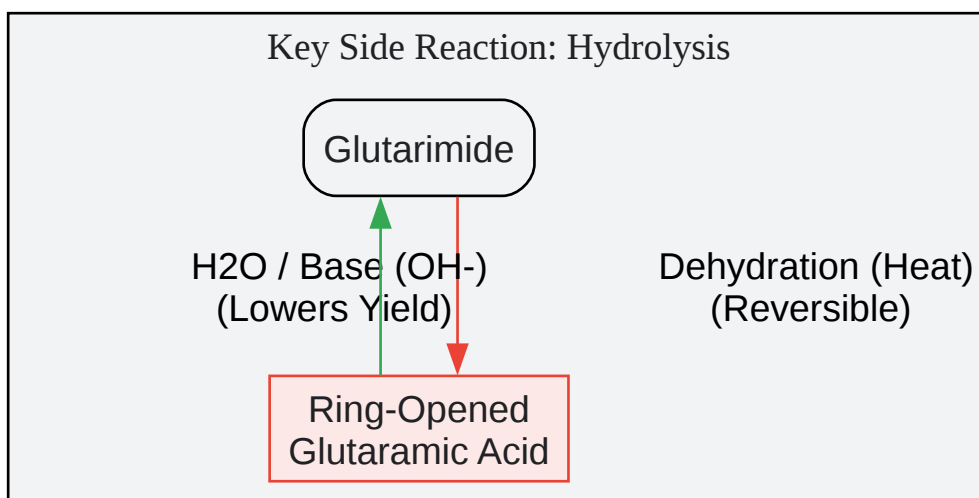 Key Side Reaction: Hydrolysis
Glutarimide
H2O / Base (OH-)
(Lowers Yield)
Dehydration (Heat)
(Reversible)
Ring-Opened
Glutaramic Acid